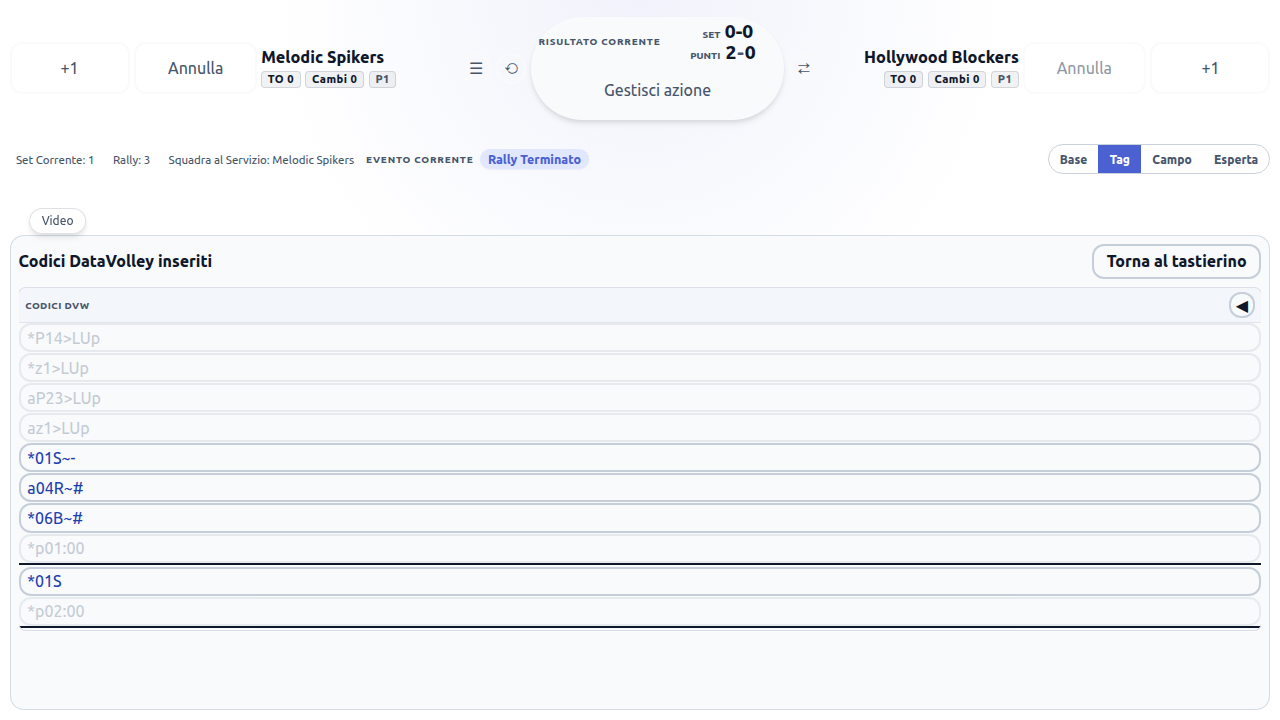 +1
Annulla
Melodic Spikers
TO 0 Cambi 0 P1
☰
RISULTATO CORRENTE
SET 0-0
PUNTI 2-0
Gestisci azione
⇄
Hollywood Blockers
TO 0 Cambi 0 P1
Annulla
+1
Set Corrente: 1 Rally: 3 Squadra al Servizio: Melodic Spikers EVENTO CORRENTE Rally Terminato
Base Tag Campo Esperta
Video
Codici DataVolley inseriti
Torna al tastierino
CODICI DVW
◀
*P14>LUp
*z1>LUp
aP23>LUp
az1>LUp
*01S~-
a04R~#
*06B~#
*p01:00
*01S
*p02:00